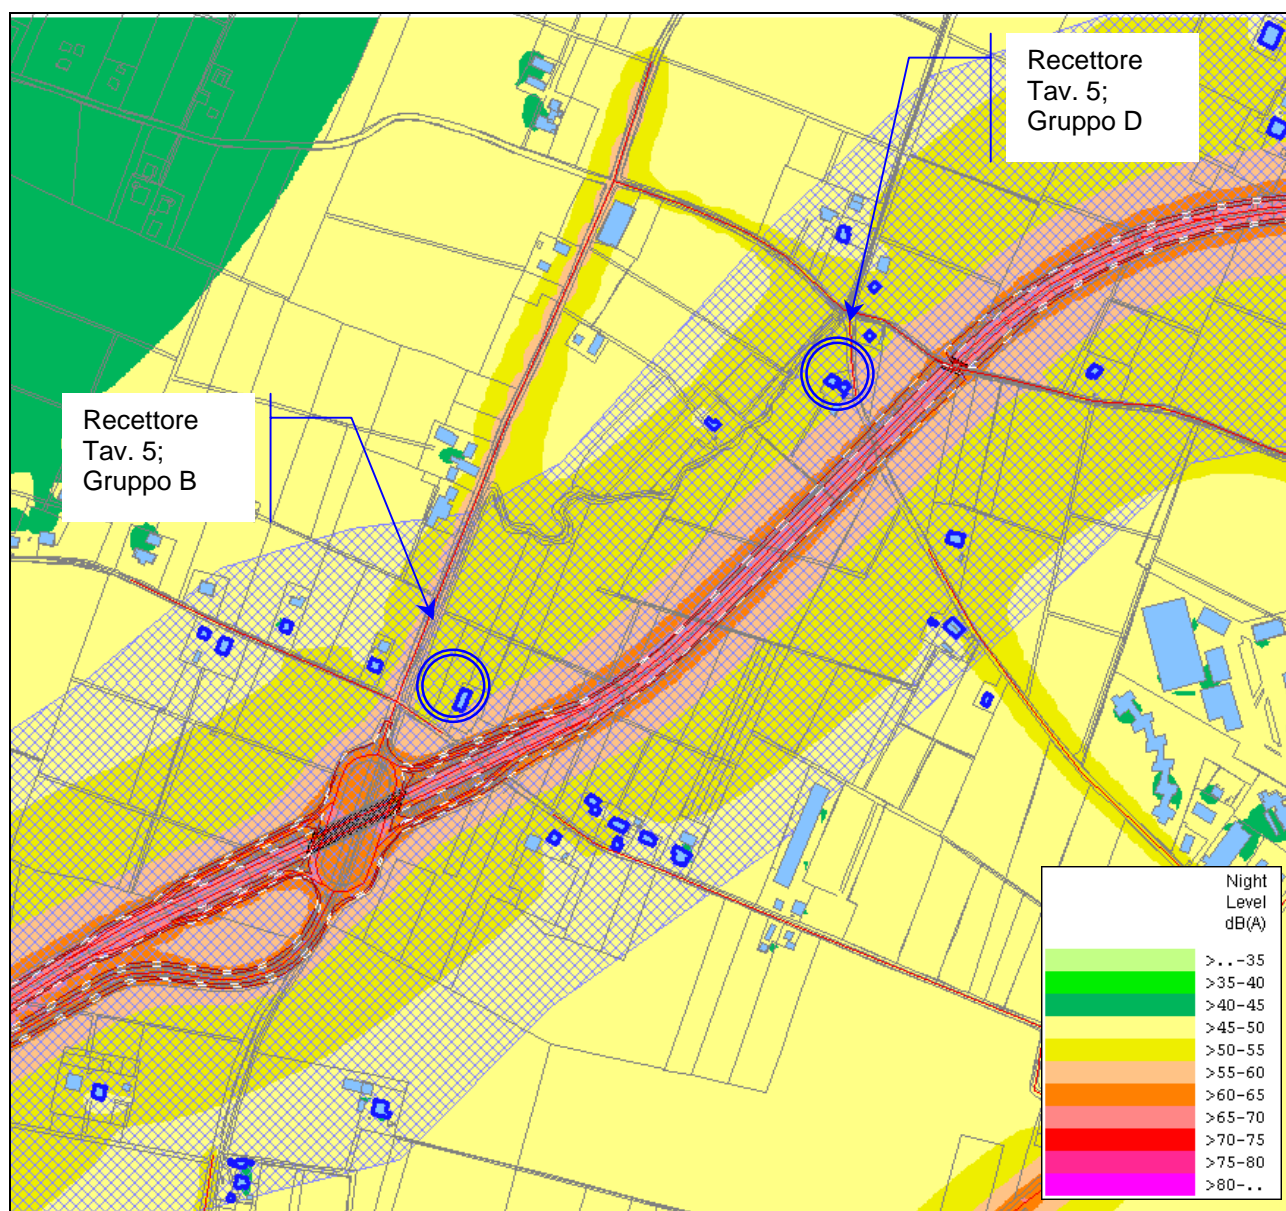 Recettore
Tav. 5;
Gruppo D
Recettore
Tav. 5;
Gruppo B
Night
Level
dB(A)
>..-35
>35-40
>40-45
>45-50
>50-55
>55-60
>60-65
>65-70
>70-75
>75-80
>80-..